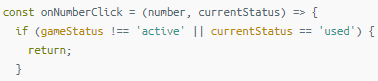 const onNumberClick = (number, currentStatus) => {
  if (gameStatus !== 'active' || currentStatus == 'used') {
    return;
  }